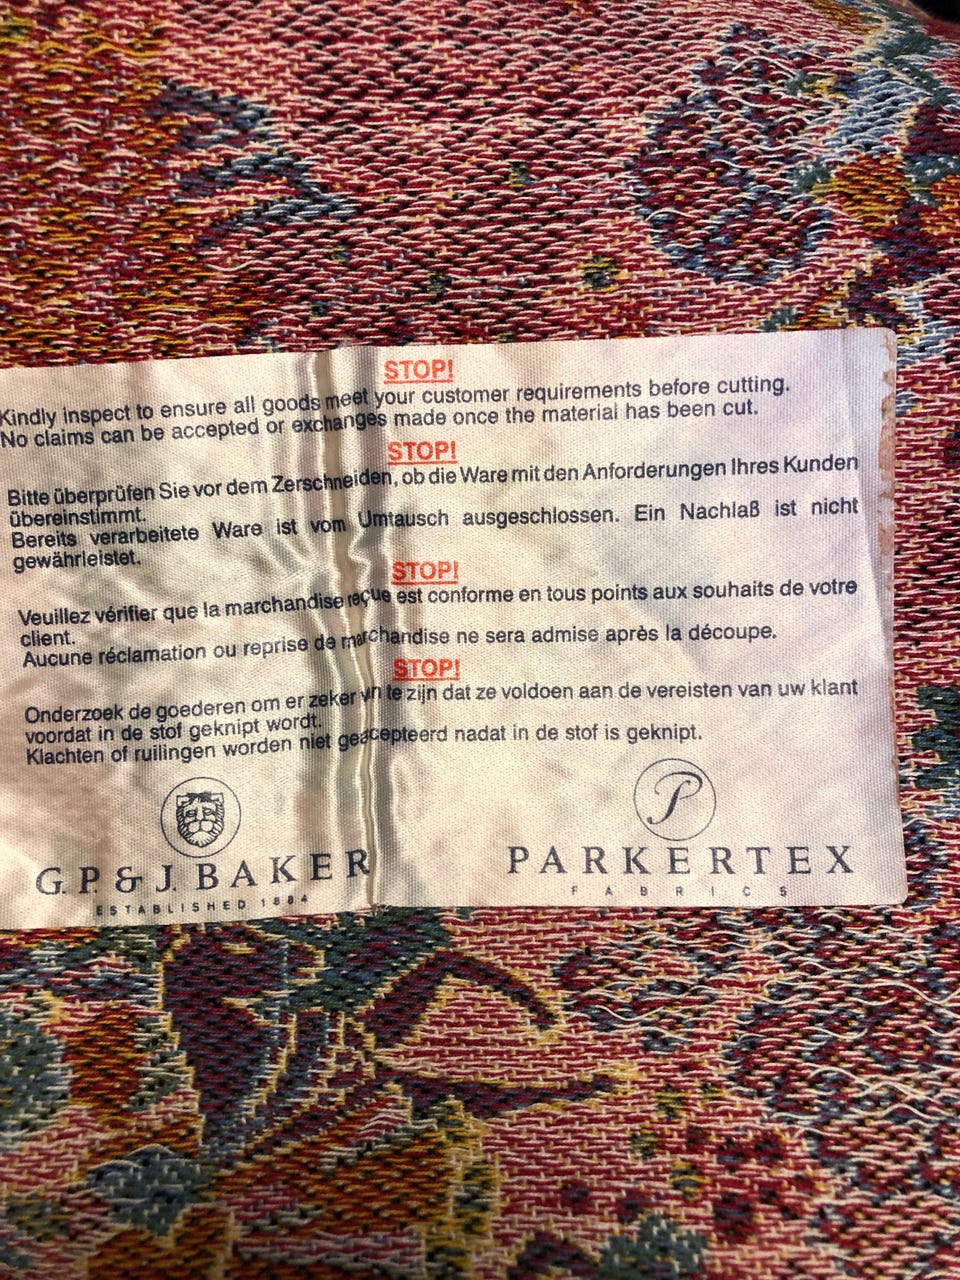 STOP!
Kindly inspect to ensure all goods meet your customer requirements before cutting.
No claims can be accepted or exchanges made once the material has been cut.
STOP!
Bitte überprüfen Sie vor dem Zerschneiden, ob die Ware mit den Anforderungen Ihres Kunden
übereinstimmt.
Bereits verarbeitete Ware ist vom Umtausch ausgeschlossen. Ein Nachlaß ist nicht
gewährleistet.
STOP!
Veuillez vérifier que la marchandise reçue est conforme en tous points aux souhaits de votre
client.
Aucune réclamation ou reprise de marchandise ne sera admise après la découpe.
STOP!
Onderzoek de goederen om er zeker vn te zijn dat ze voldoen aan de vereisten van uw klant
voordat in de stof geknipt wordt.
Klachten of ruilingen worden niet geacepteerd nadat in de stof is geknipt.
P
G.P. & J. BAKER
ESTABLISHED 1884
PARKERTEX
FABRICS